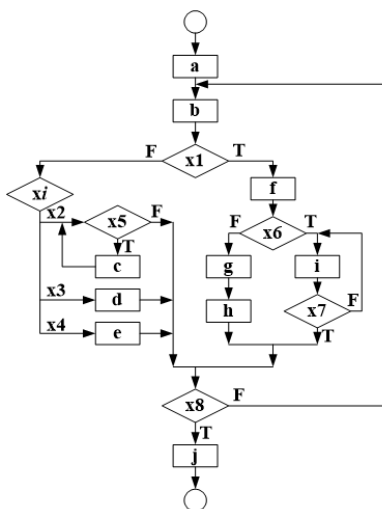 a
b
F x1 T
xi f
x2 x5 F F x6 T
T
c g i
x3 d h x7 F
x4 e T
x8 F
T
j